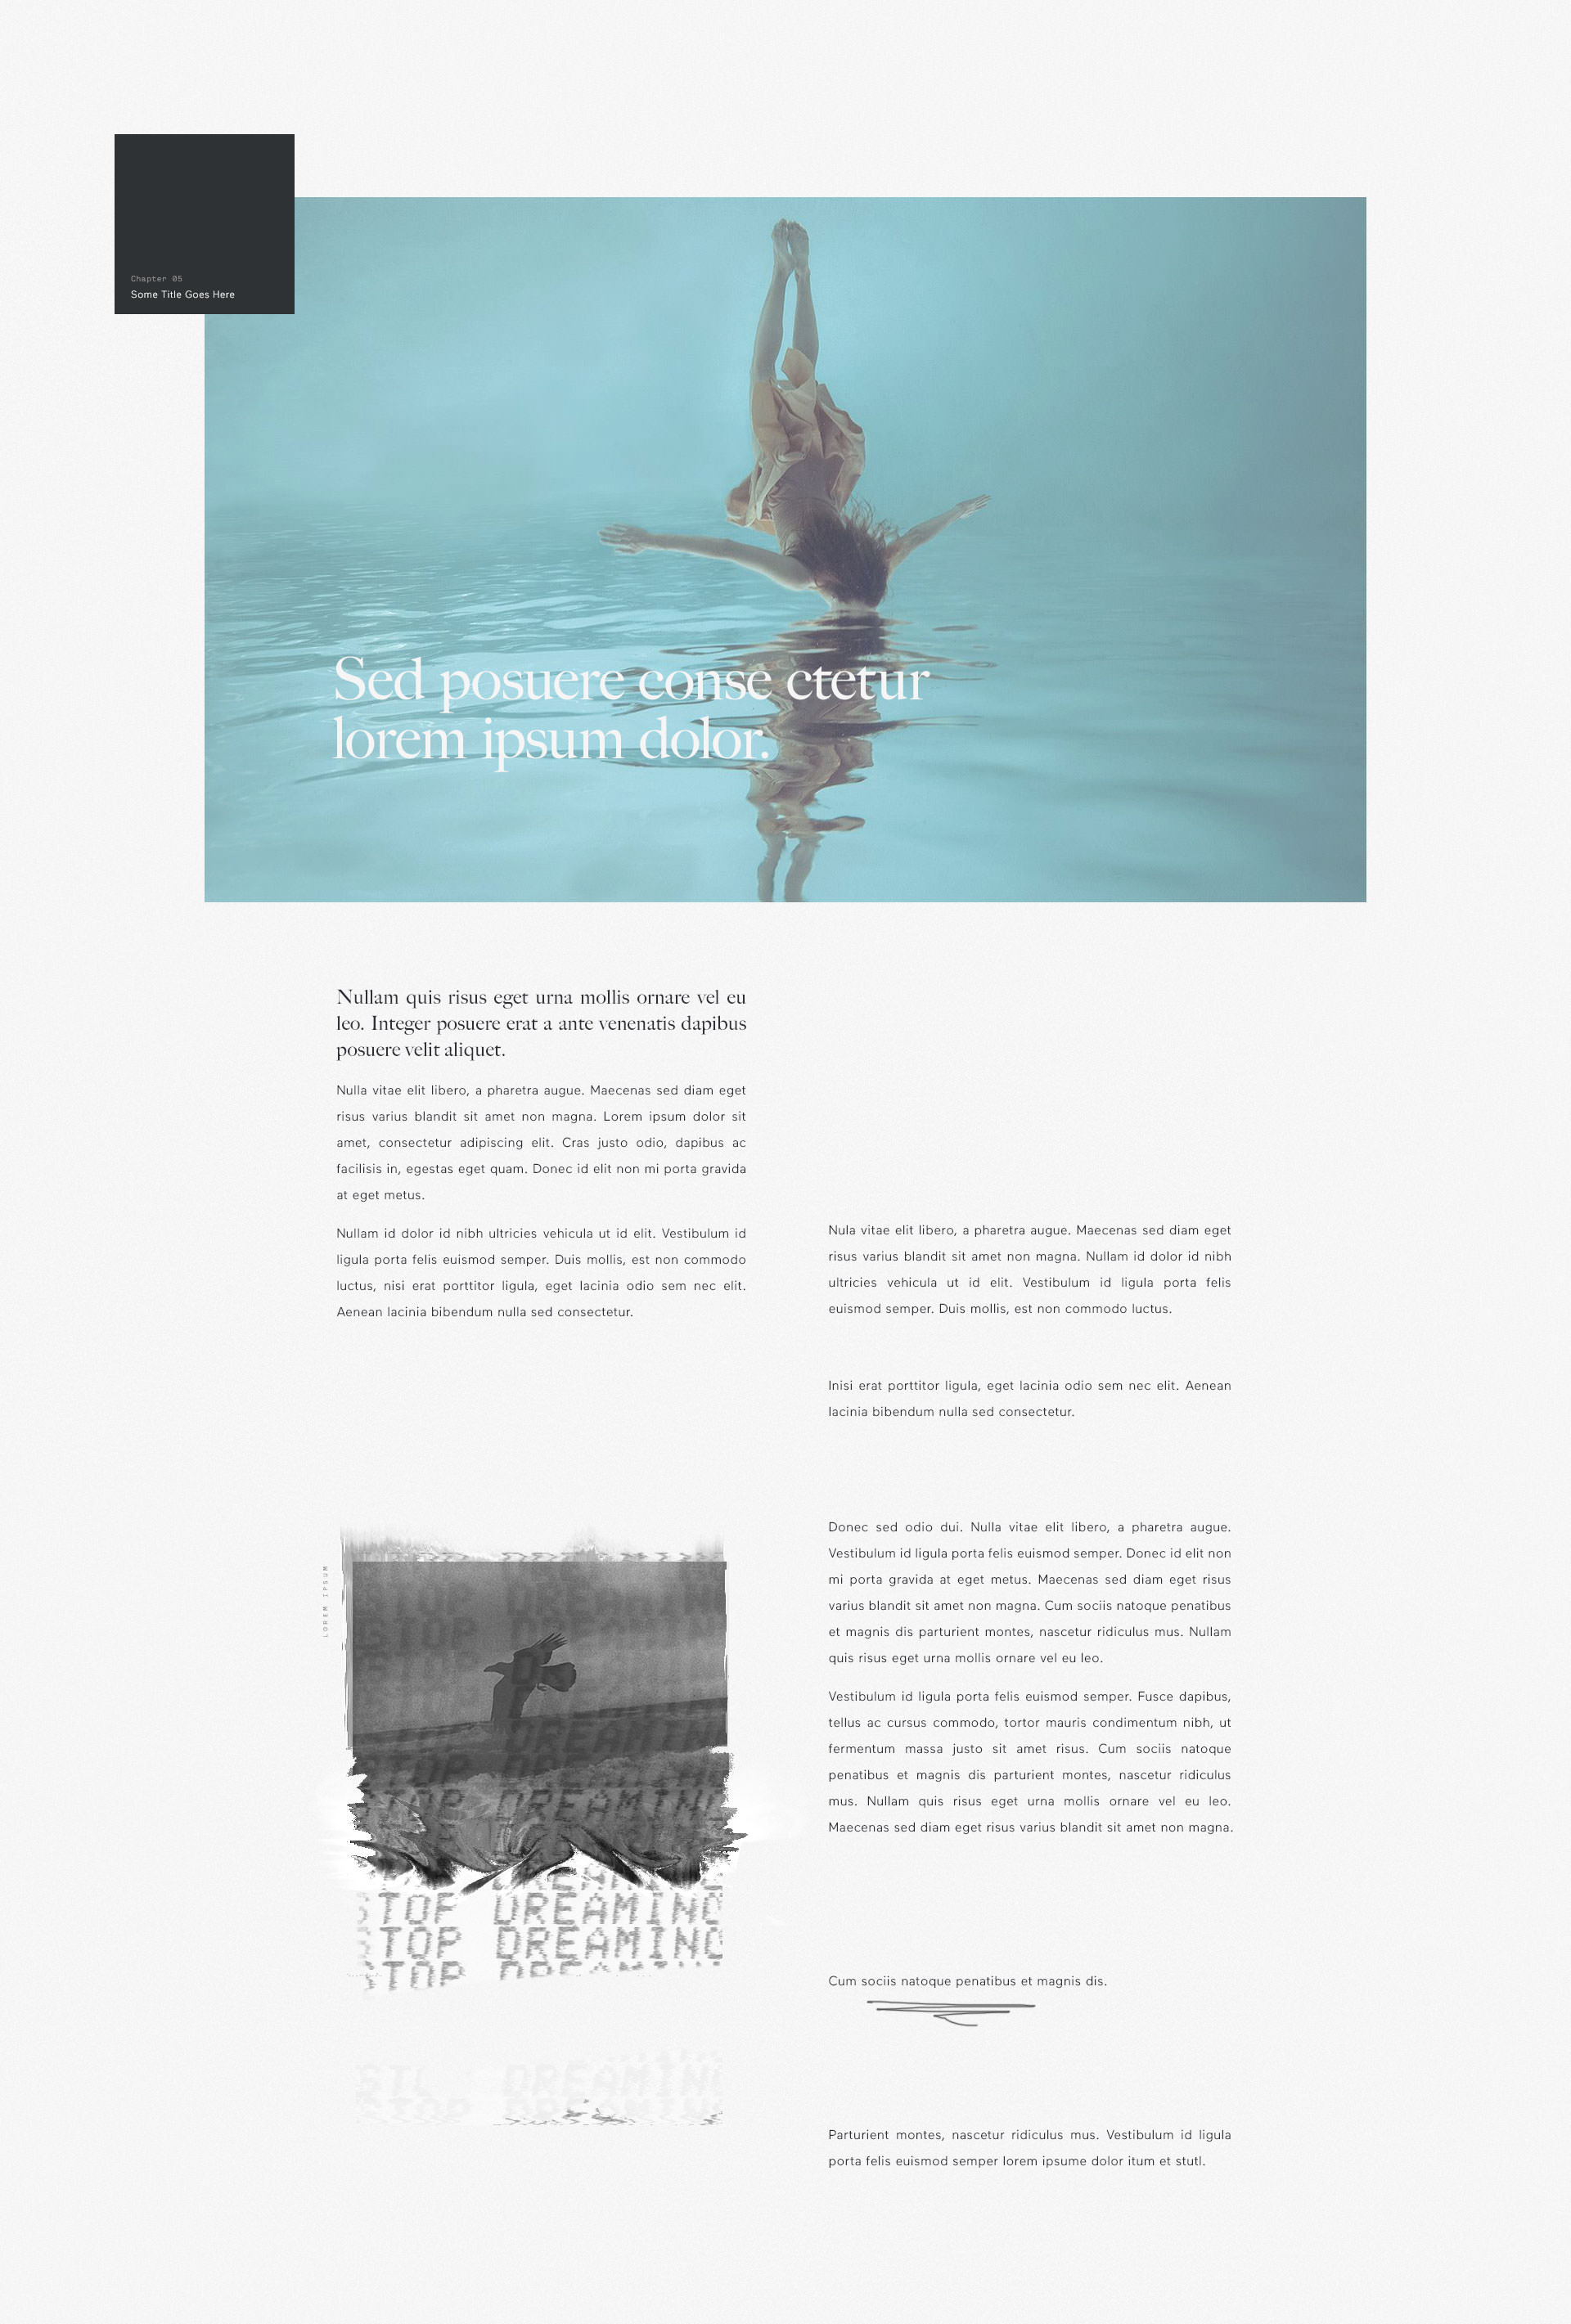 Chapter 05
Some Title Goes Here
Sed posuere conse ctetur
lorem ipsum dolor.
Nullam quis risus eget urna mollis ornare vel eu
leo. Integer posuere erat a ante venenatis dapibus
posuere velit aliquet.
Nulla vitae elit libero, a pharetra augue. Maecenas sed diam eget
risus varius blandit sit amet non magna. Lorem ipsum dolor sit
amet, consectetur adipiscing elit. Cras justo odio, dapibus ac
facilisis in, egestas eget quam. Donec id elit non mi porta gravida
at eget metus.
Nullam id dolor id nibh ultricies vehicula ut id elit. Vestibulum id
ligula porta felis euismod semper. Duis mollis, est non commodo
luctus, nisi erat porttitor ligula, eget lacinia odio sem nec elit.
Aenean lacinia bibendum nulla sed consectetur.
Nula vitae elit libero, a pharetra augue. Maecenas sed diam eget
risus varius blandit sit amet non magna. Nullam id dolor id nibh
ultricies vehicula ut id elit. Vestibulum id ligula porta felis
euismod semper. Duis mollis, est non commodo luctus.
Inisi erat porttitor ligula, eget lacinia odio sem nec elit. Aenean
lacinia bibendum nulla sed consectetur.
LOREM IPSUM
STOP DREAMING
DREAMING
STOP DREAMING
STOP DREAMING
STOP DREAMING
DREAMING
STOP DREAMING
Donec sed odio dui. Nulla vitae elit libero, a pharetra augue.
Vestibulum id ligula porta felis euismod semper. Donec id elit non
mi porta gravida at eget metus. Maecenas sed diam eget risus
varius blandit sit amet non magna. Cum sociis natoque penatibus
et magnis dis parturient montes, nascetur ridiculus mus. Nullam
quis risus eget urna mollis ornare vel eu leo.
Vestibulum id ligula porta felis euismod semper. Fusce dapibus,
tellus ac cursus commodo, tortor mauris condimentum nibh, ut
fermentum massa justo sit amet risus. Cum sociis natoque
penatibus et magnis dis parturient montes, nascetur ridiculus
mus. Nullam quis risus eget urna mollis ornare vel eu leo.
Maecenas sed diam eget risus varius blandit sit amet non magna.
Cum sociis natoque penatibus et magnis dis.
Parturient montes, nascetur ridiculus mus. Vestibulum id ligula
porta felis euismod semper lorem ipsume dolor itum et stutl.